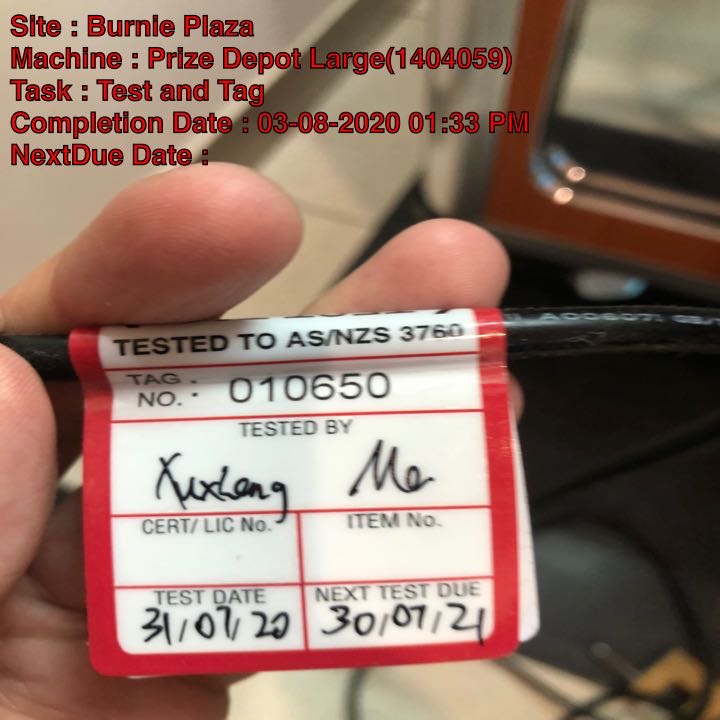 Site : Burnie Plaza
Machine : Prize Depot Large(1404059)
Task : Test and Tag
Completion Date : 03-08-2020 01:33 PM
NextDue Date :
TESTED TO AS/NZS 3760
TAG NO. : 010650
TESTED BY
CERT/ LIC No.
ITEM No.
TEST DATE
NEXT TEST DUE
31/07/20
30/07/21